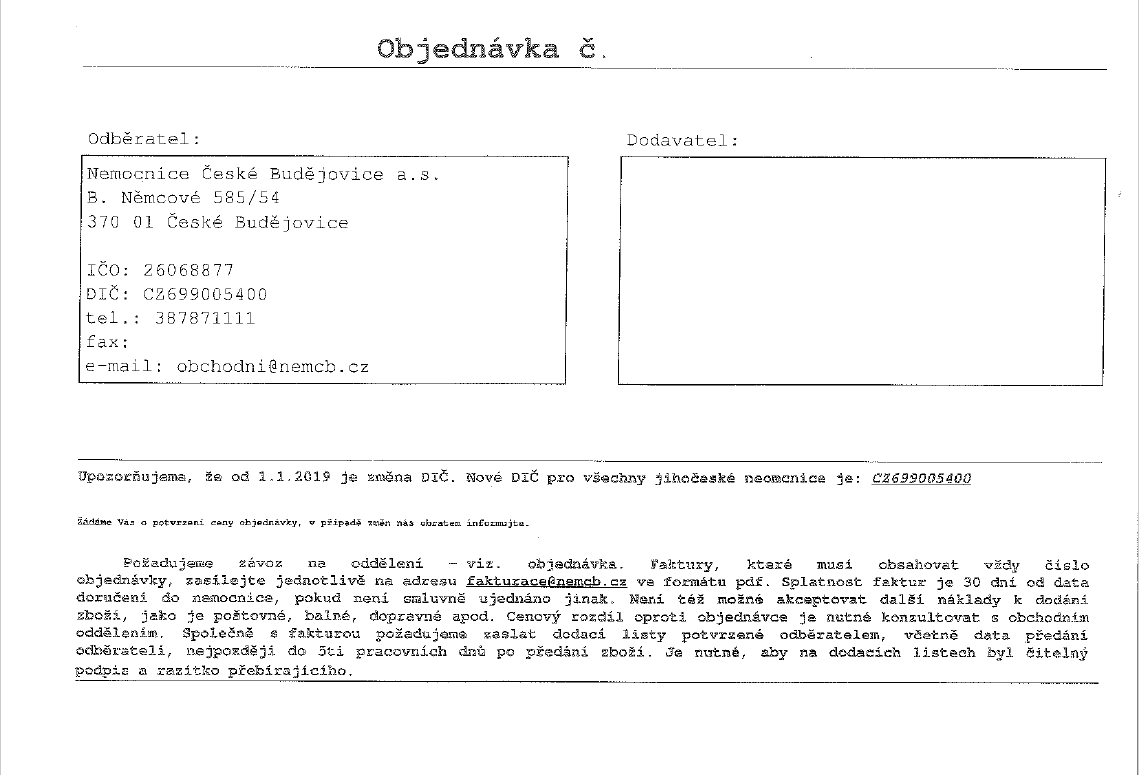 Objednávka č.
Odběratel:
Dodavatel:
Nemocnice České Budějovice a.s.
B. Němcové 585/54
370 01 České Budějovice
IČO: 26068877
DIČ: CZ699005400
tel.: 387871111
fax:
e-mail: obchodni@nemcb.cz
Upozorňujema, že od 1.1.2019 je změna DIČ. Nové DIČ pro všechny jihočeské neomcnice je: CZ699005400
Žádáme Vás o potvrzení ceny objednávky, v případě změn nás obratem informujte.
Požadujeme závoz na oddělení – viz. objednávka. Faktury, které musí obsahovat vždy číslo
objednávky, zasílejte jednotlivě na adresu fakturace@nemcb.cz ve formátu pdf. Splatnost faktur je 30 dní od data
doručení do nemocnice, pokud není smluvně ujednáno jinak. Není též možné akceptovat další náklady k dodání
zboží, jako je poštovné, balné, dopravné apod. Cenový rozdíl oproti objednávce je nutné konzultovat s obchodním
oddělením. Společně s fakturou požadujeme zaslat dodací listy potvrzené odběratelem, včetně data předání
odběrateli, nejpozději do 5ti pracovních dnů po předání zboží. Je nutné, aby na dodacích listech byl čitelný
podpis a razítko přebírajícího.